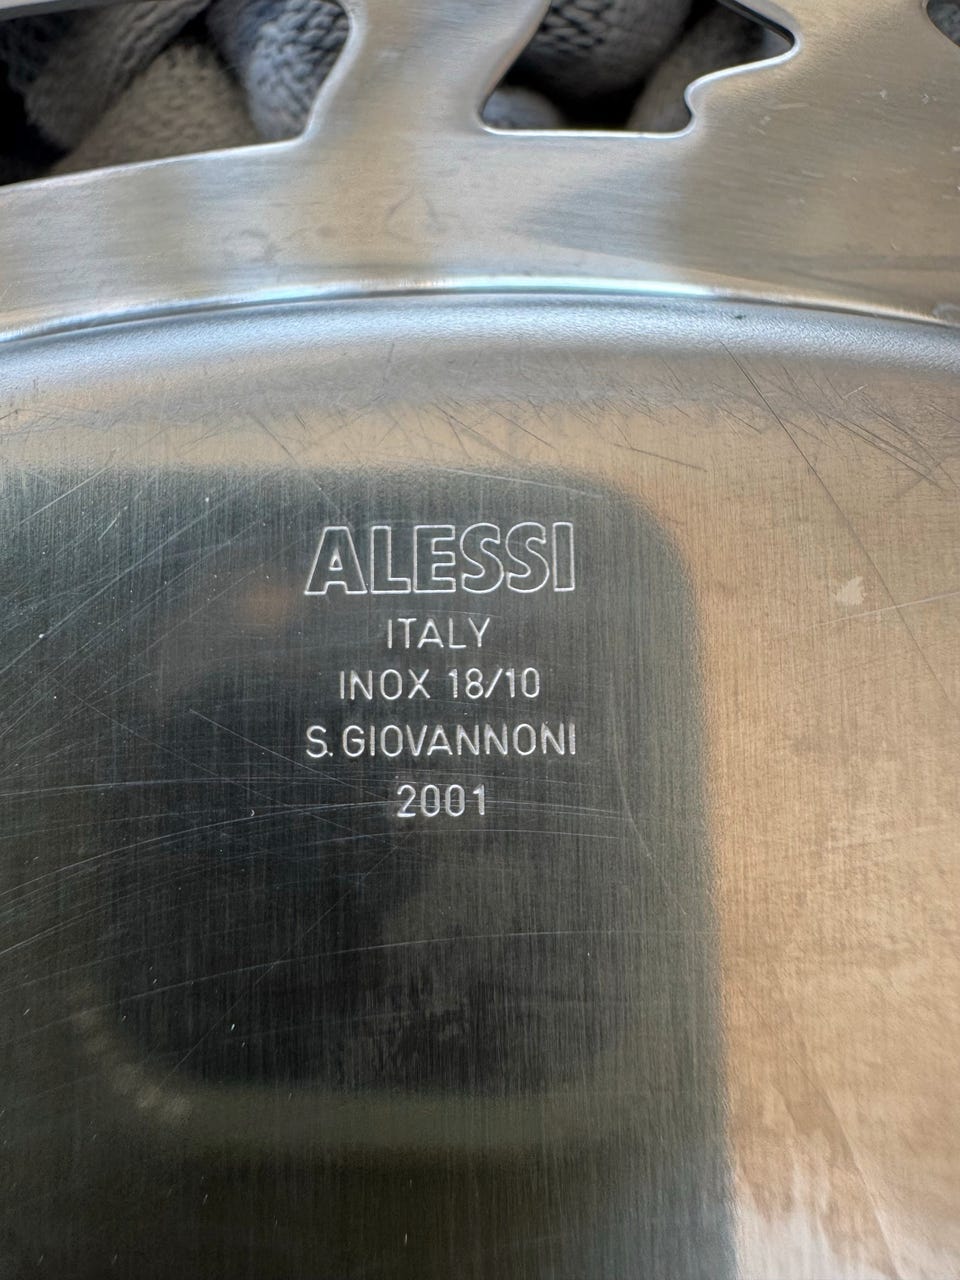 ALESSI
ITALY
INOX 18/10
S. GIOVANNONI
2001